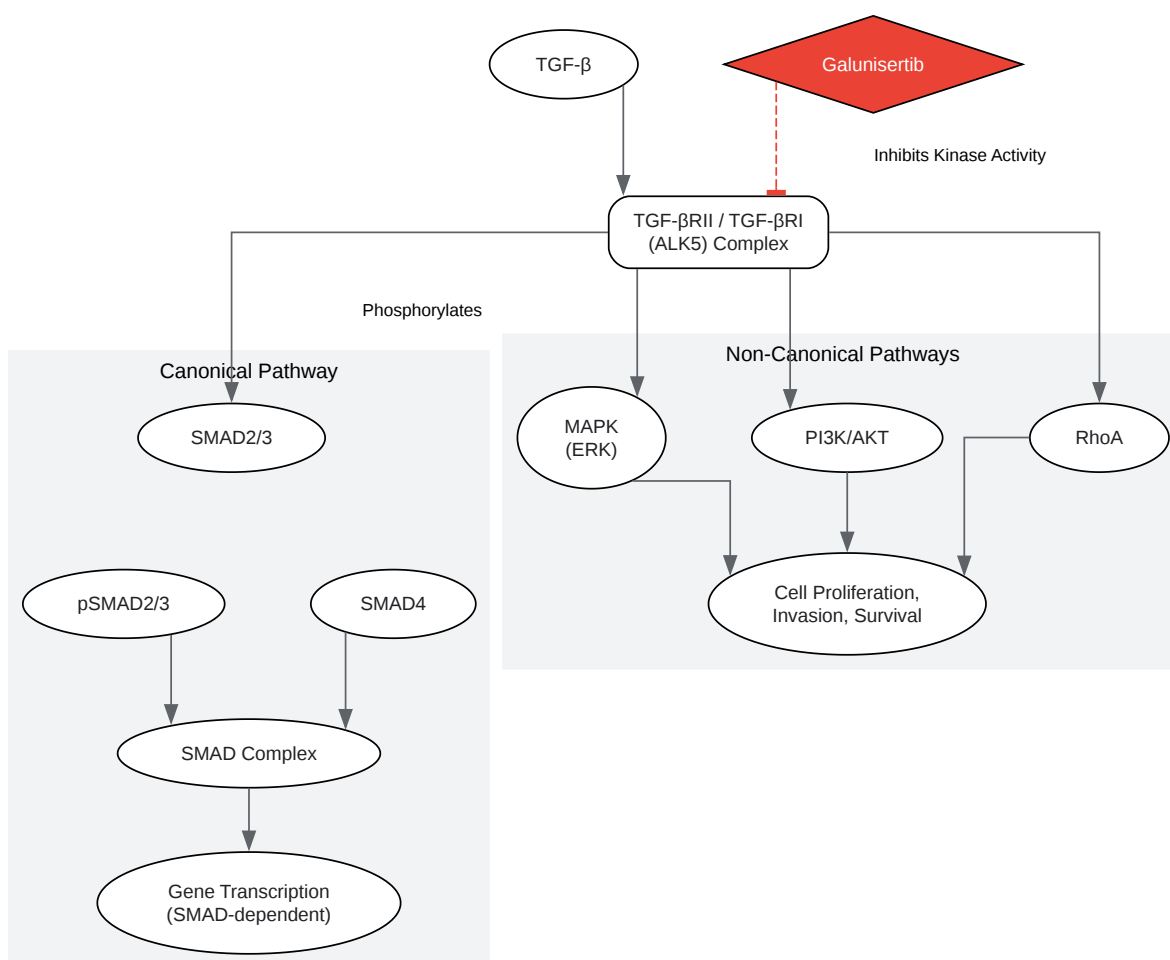 TGF-β
Galunisertib
Inhibits Kinase Activity
TGF-βRII / TGF-βRI
(ALK5) Complex
Phosphorylates
Canonical Pathway
Non-Canonical Pathways
SMAD2/3
MAPK
(ERK)
PI3K/AKT
RhoA
pSMAD2/3
SMAD4
Cell Proliferation,
Invasion, Survival
SMAD Complex
Gene Transcription
(SMAD-dependent)